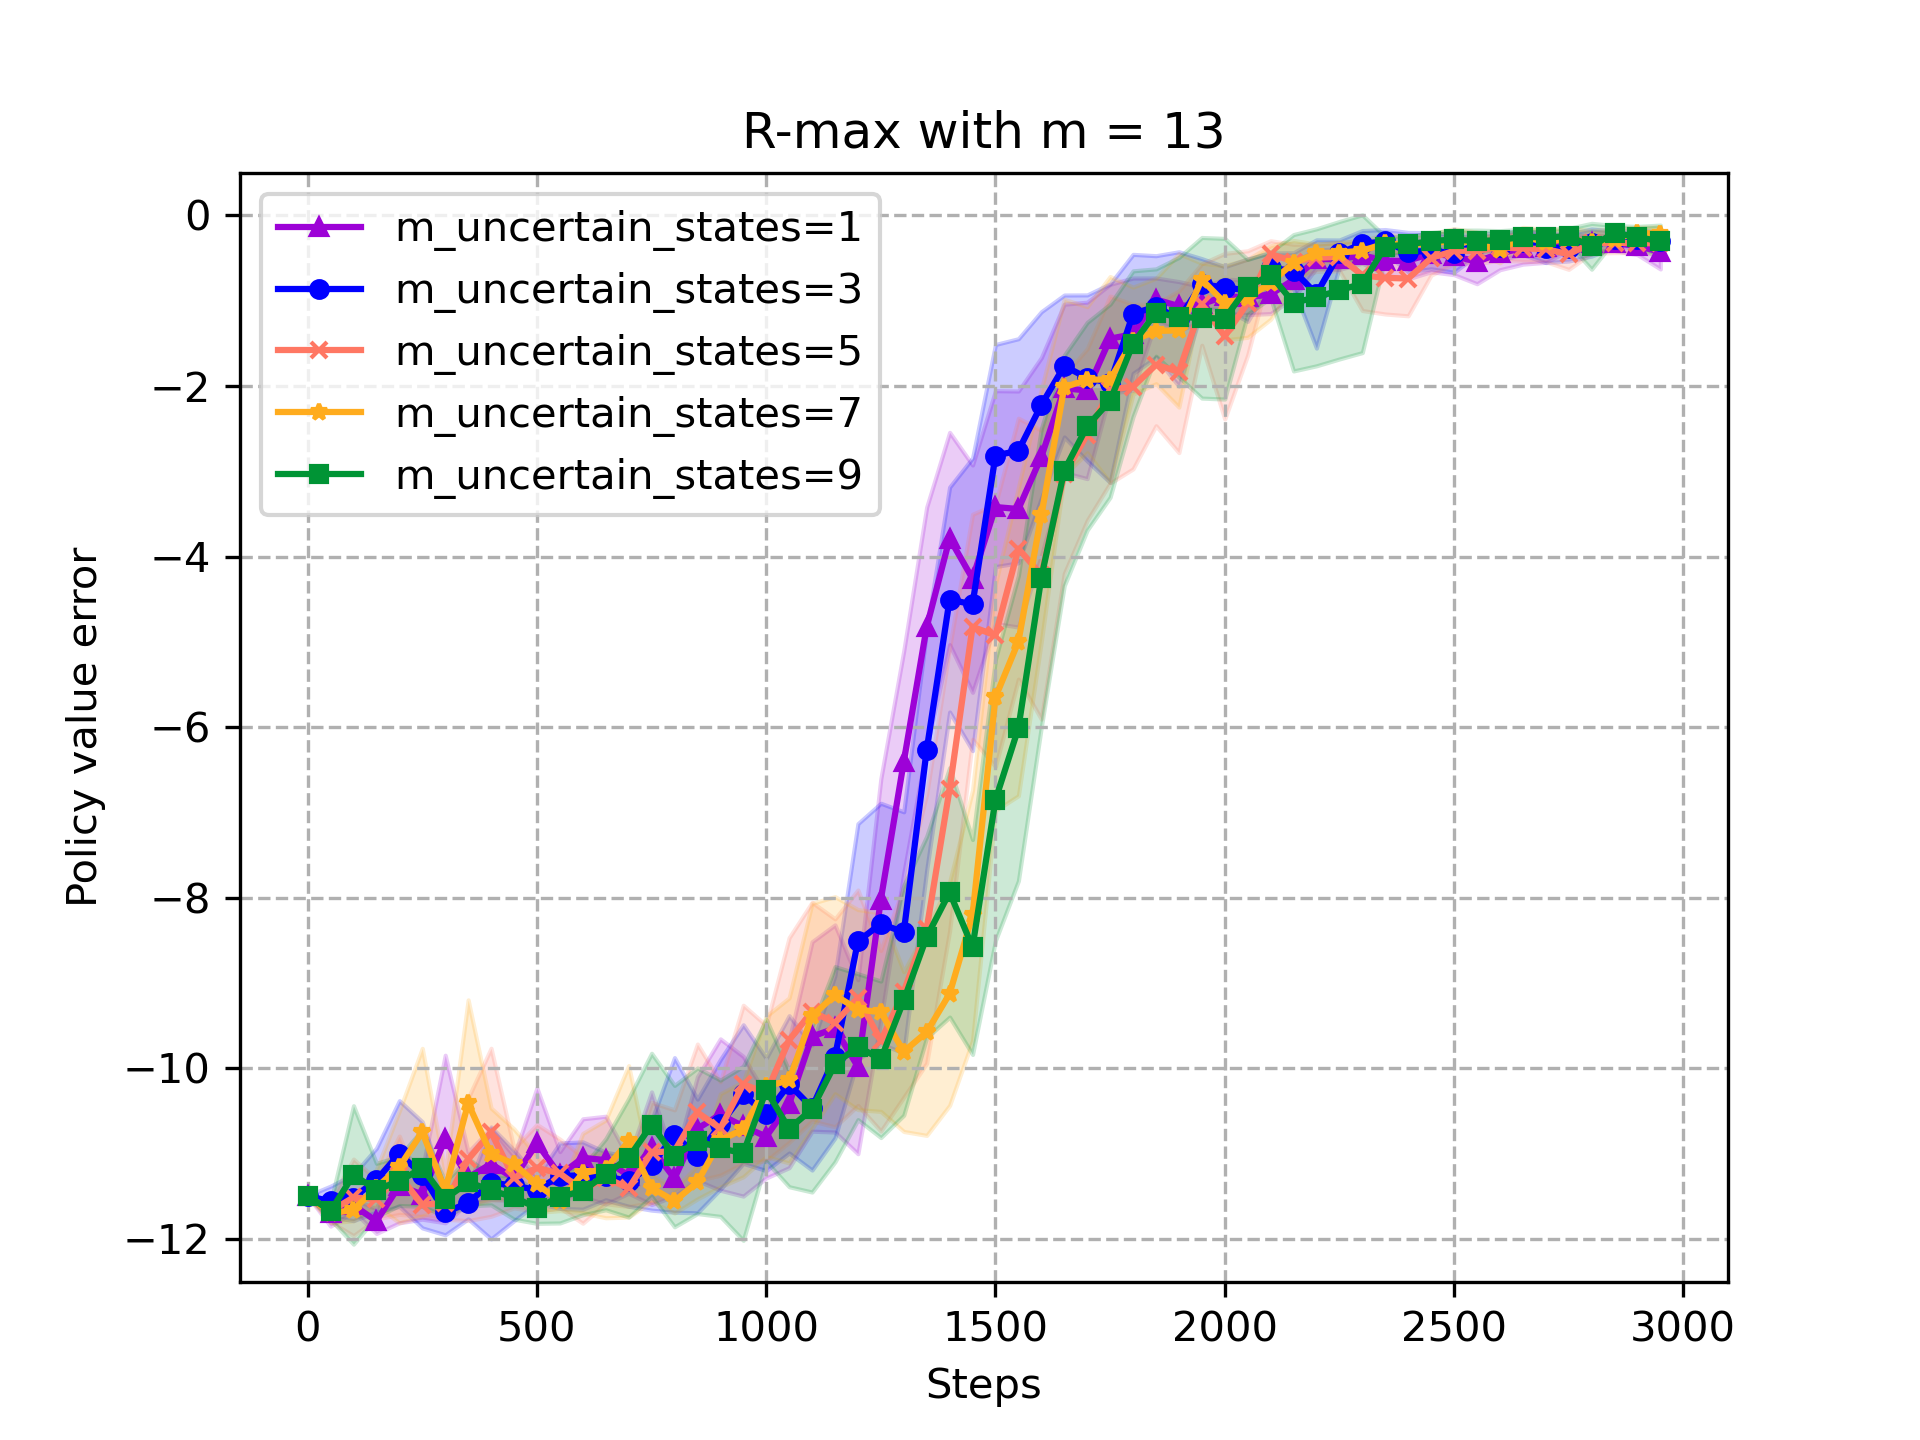 R-max with m = 13
m_uncertain_states=1
m_uncertain_states=3
m_uncertain_states=5
m_uncertain_states=7
m_uncertain_states=9
Policy value error
0
−2
−4
−6
−8
−10
−12
0 500 1000 1500 2000 2500 3000
Steps